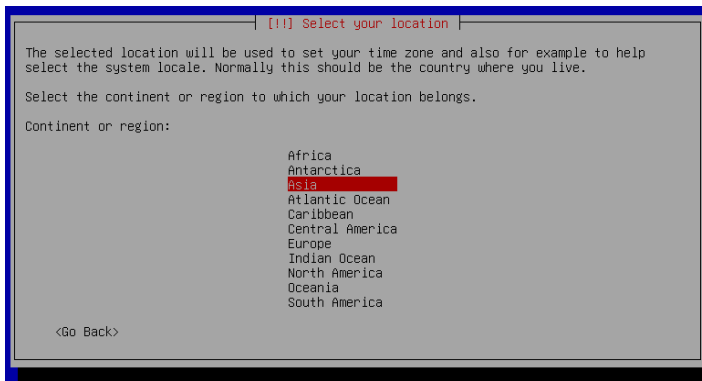 [!!] Select your location
The selected location will be used to set your time zone and also for example to help
select the system locale. Normally this should be the country where you live.
Select the continent or region to which your location belongs.
Continent or region:
Africa
Antarctica
Asia
Atlantic Ocean
Caribbean
Central America
Europe
Indian Ocean
North America
Oceania
South America
<Go Back>